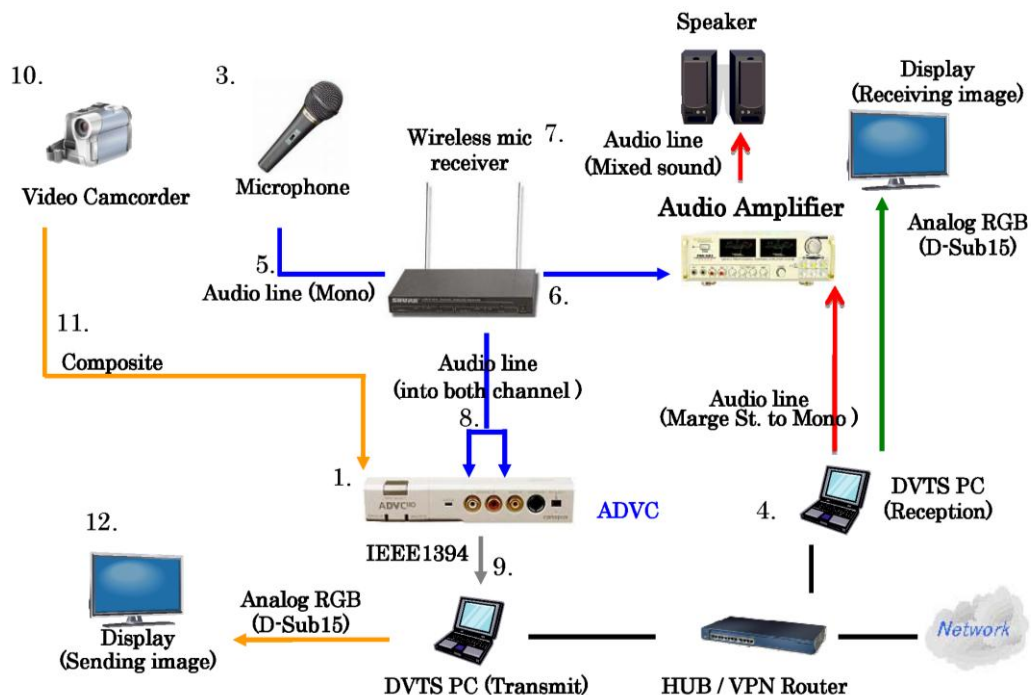 Speaker
10.
3.
Display
(Receiving image)
Wireless mic
receiver
7.
Audio line
(Mixed sound)
Video Camcorder
Microphone
Audio Amplifier
Analog RGB
(D-Sub15)
5.
Audio line (Mono)
SHURE
6.
11.
Composite
Audio line
(into both channel )
8.
Audio line
(Marge St. to Mono )
1.
ADVC110
ADVC
4.
DVTS PC
(Reception)
12.
IEEE1394
9.
Analog RGB
(D-Sub15)
Display
(Sending image)
Network
DVTS PC (Transmit)
HUB / VPN Router